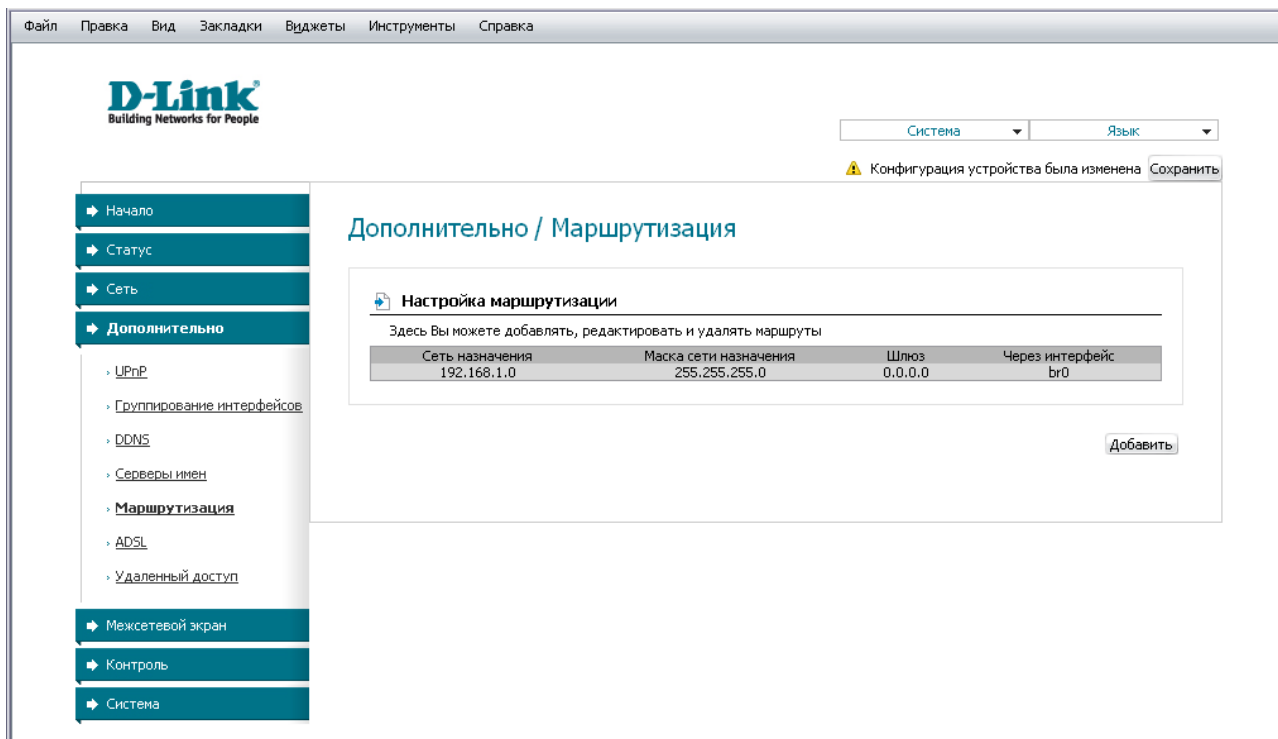 Файл Правка Вид Закладки Виджеты Инструменты Справка
D-Link
Building Networks for People
Система Язык
Конфигурация устройства была изменена Сохранить
Начало
Статус
Сеть
Дополнительно
UPnP
Группирование интерфейсов
DDNS
Серверы имен
Маршрутизация
ADSL
Удаленный доступ
Межсетевой экран
Контроль
Система
Дополнительно / Маршрутизация
Настройка маршрутизации
Здесь Вы можете добавлять, редактировать и удалять маршруты
Сеть назначения Маска сети назначения Шлюз Через интерфейс
192.168.1.0 255.255.255.0 0.0.0.0 br0
Добавить